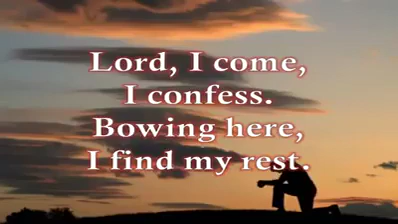 Lord, I come,
I confess.
Bowing here,
I find my rest.